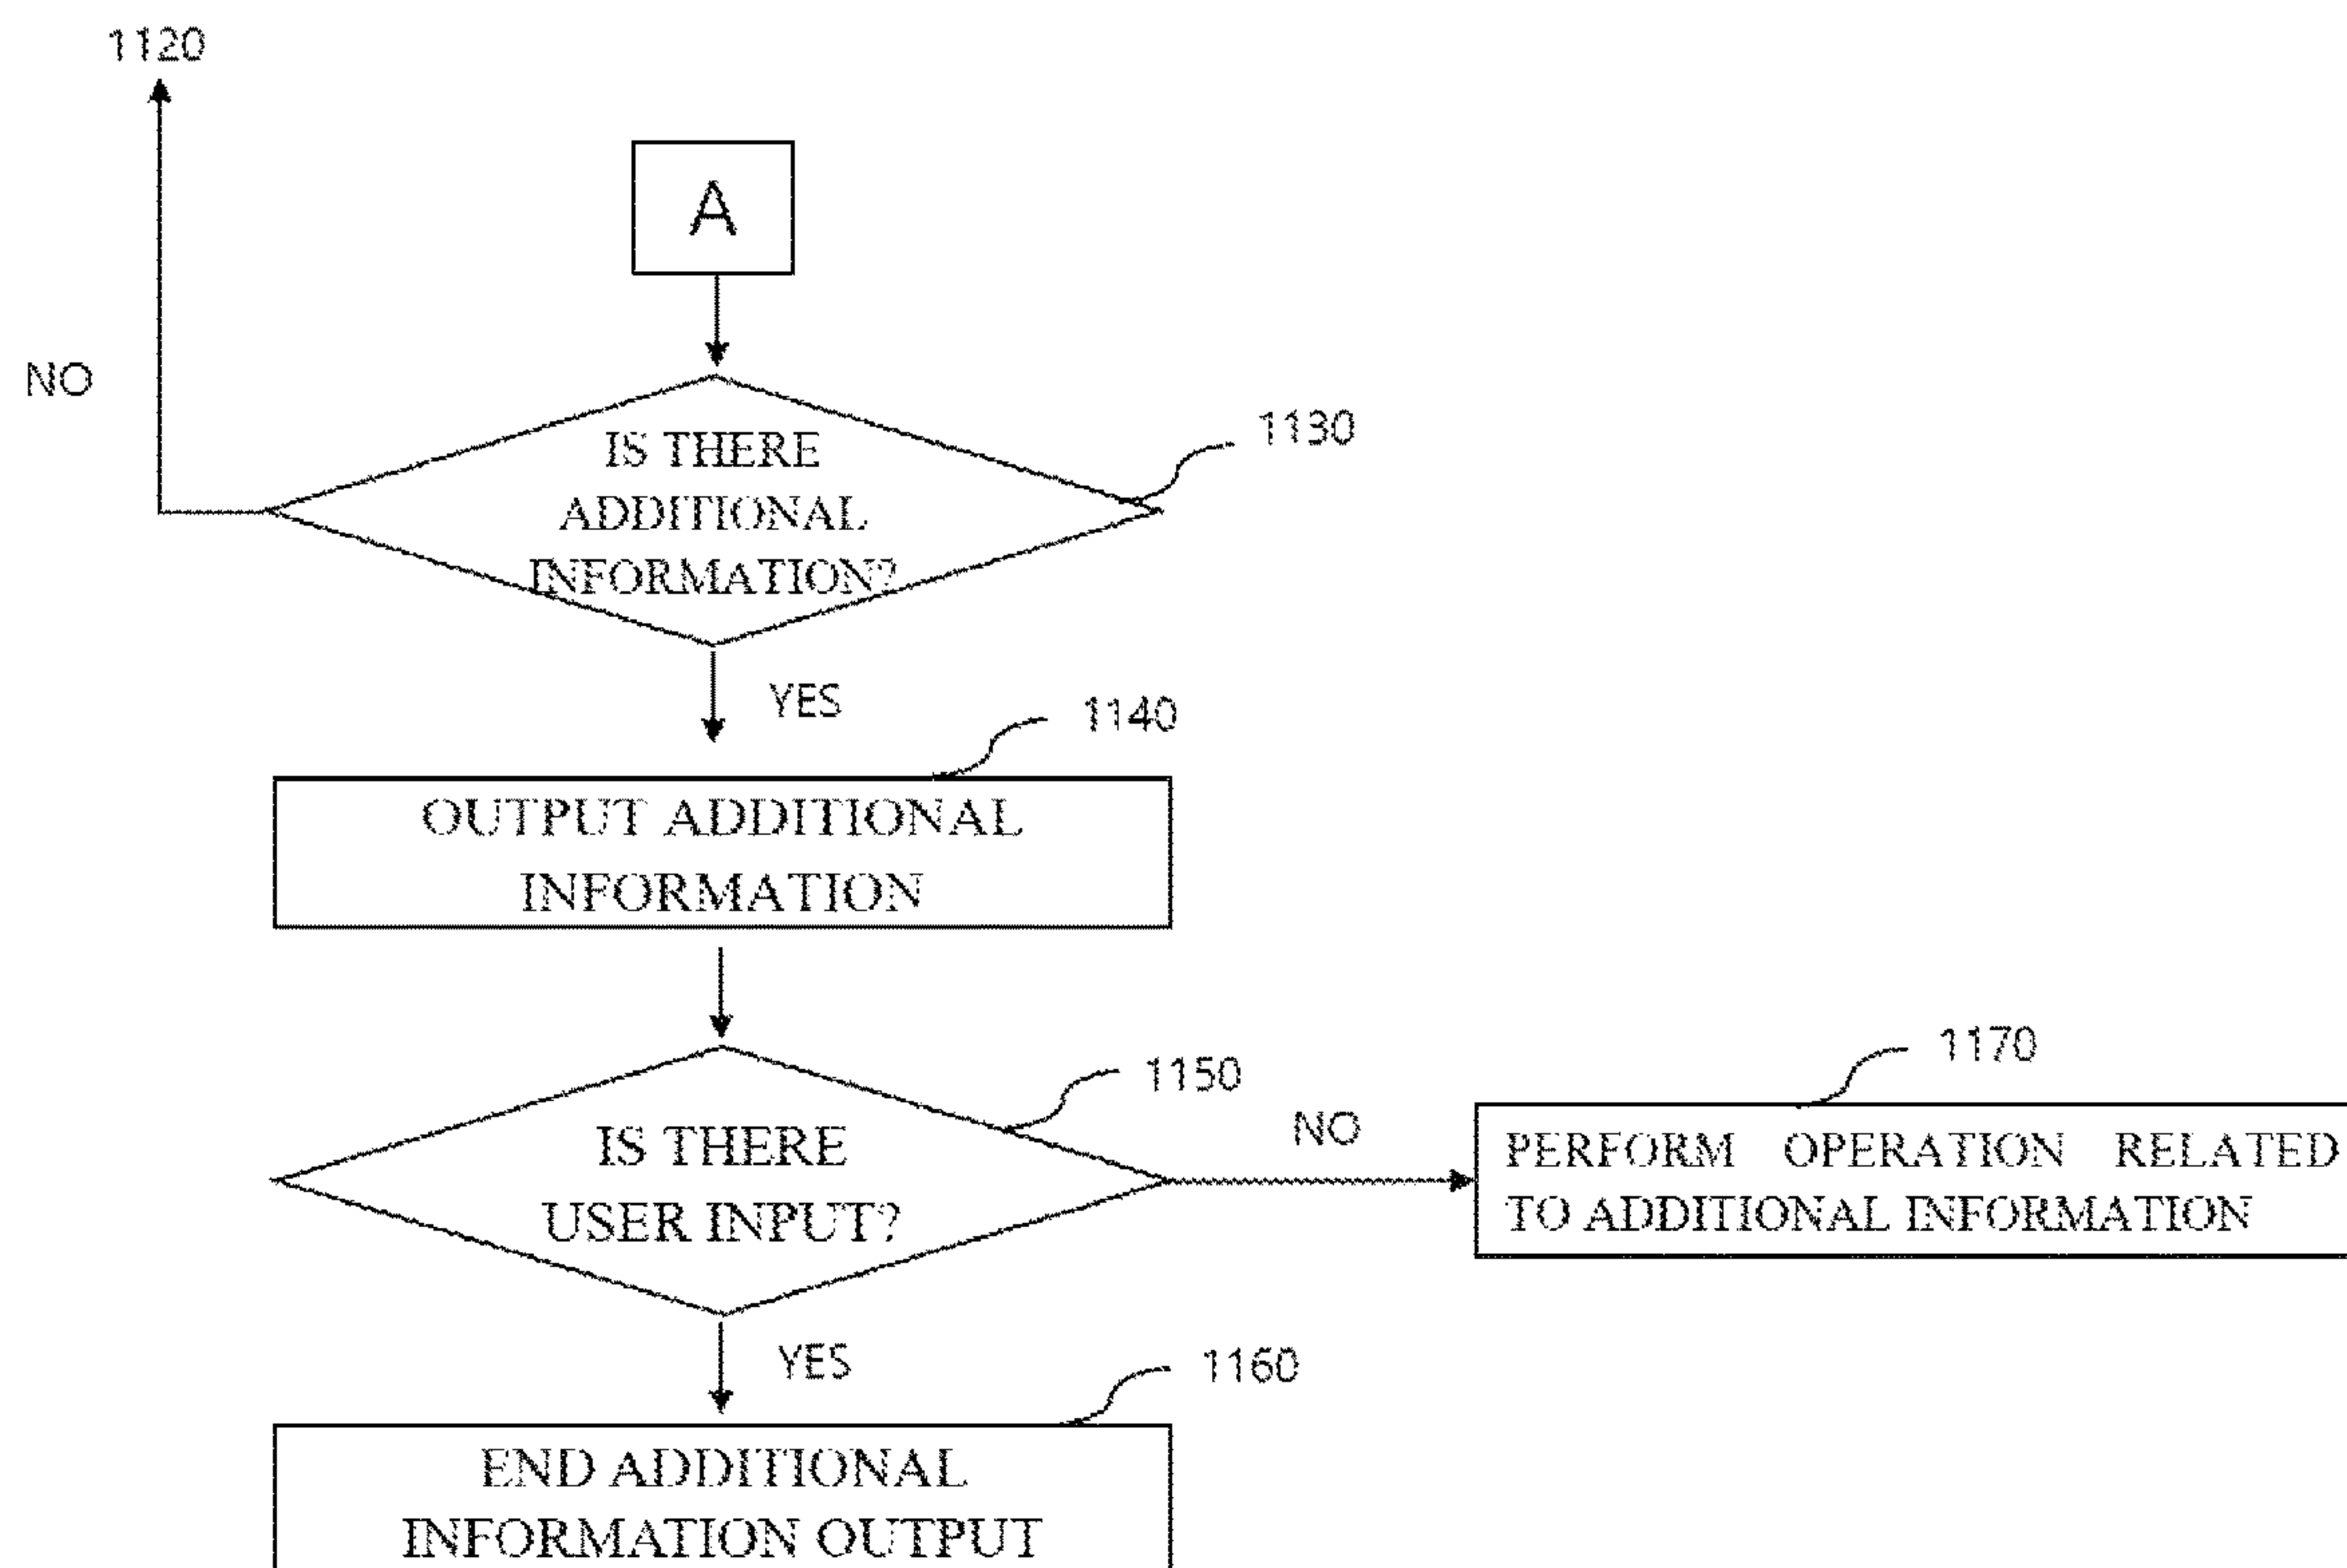 1120
A
NO
IS THERE
ADDITIONAL
INFORMATION?
1130
YES
1140
OUTPUT ADDITIONAL
INFORMATION
1150
IS THERE
USER INPUT?
NO
1170
PERFORM OPERATION RELATED
TO ADDITIONAL INFORMATION
YES
1160
END ADDITIONAL
INFORMATION OUTPUT